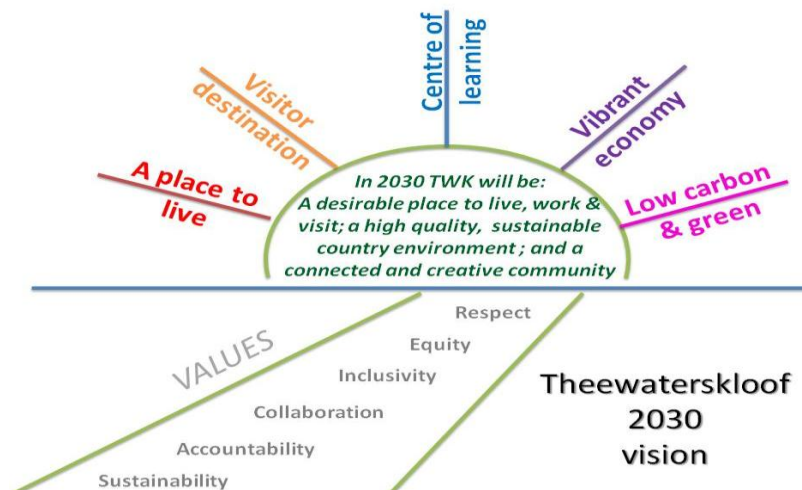 Centre of
learning
Visitor
destination
Vibrant
economy
A place to
live
Low carbon
& green
In 2030 TWK will be:
A desirable place to live, work &
visit; a high quality, sustainable
country environment ; and a
connected and creative community
VALUES
Respect
Equity
Inclusivity
Collaboration
Accountability
Sustainability
Theewaterskloof
2030
vision